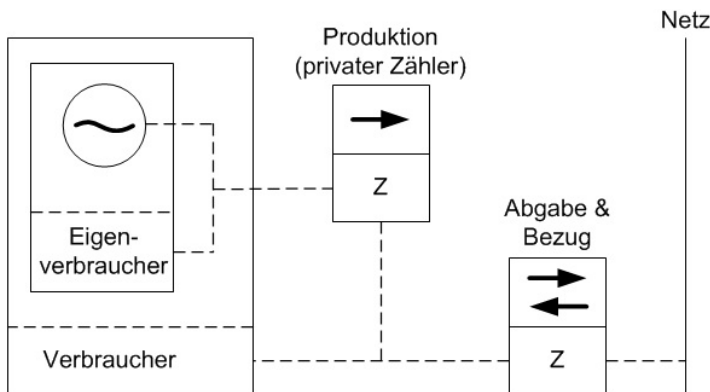 Netz
Produktion
(privater Zähler)
Z
Eigen-
verbraucher
Abgabe &
Bezug
Verbraucher
Z